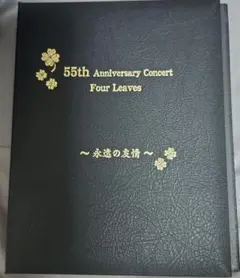 55th Anniversary Concert
Four Leaves
～永遠の友情～